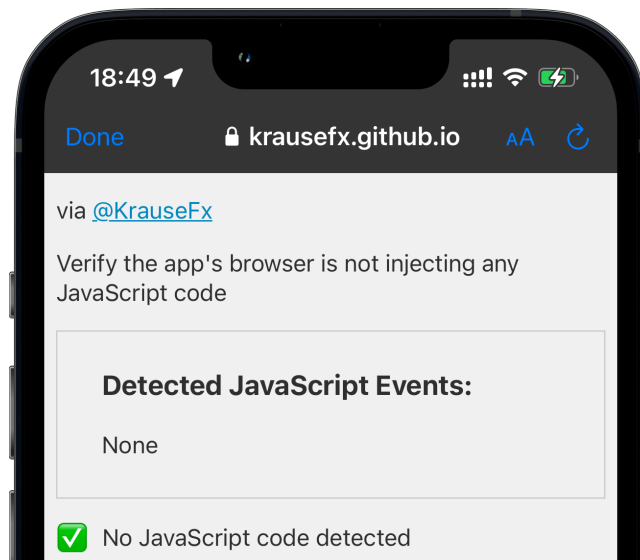 18:49
Done krausefx.github.io AA
via @KrauseFx
Verify the app's browser is not injecting any
JavaScript code
Detected JavaScript Events:
None
No JavaScript code detected